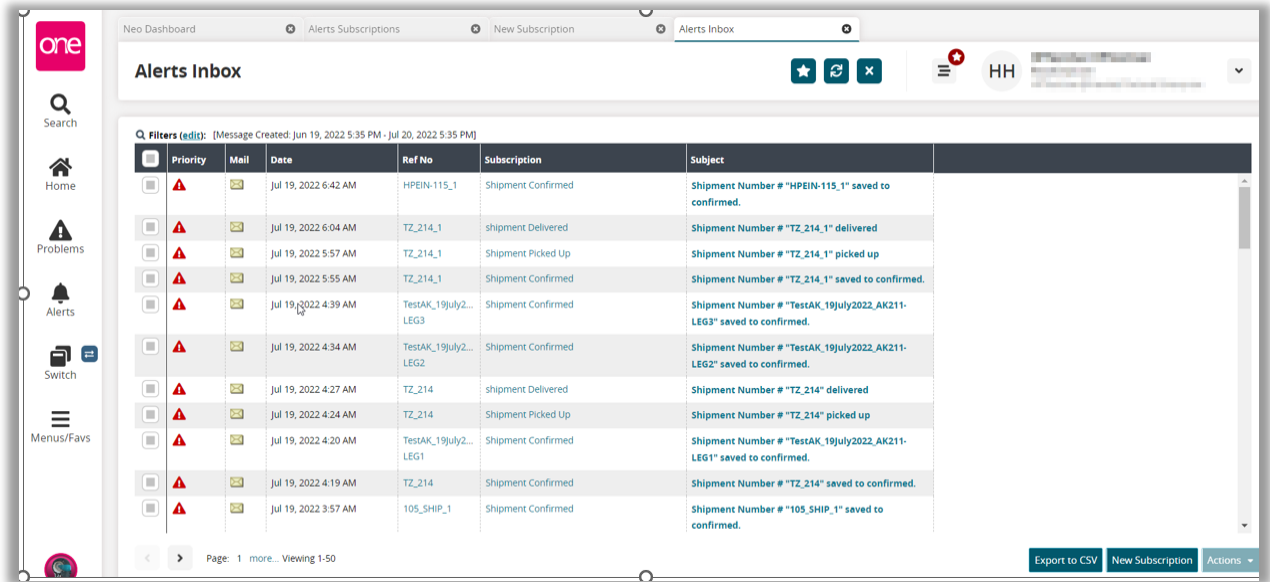 one
Neo Dashboard Alerts Subscriptions New Subscription Alerts Inbox
Alerts Inbox
HH
Search
Home
Problems
Alerts
Switch
Menus/Favs
Filters (edit): [Message Created: Jun 19, 2022 5:35 PM - Jul 20, 2022 5:35 PM]
Priority Mail Date Ref No Subscription Subject
Jul 19, 2022 6:42 AM HPEIN-115_1 Shipment Confirmed Shipment Number # "HPEIN-115_1" saved to
confirmed.
Jul 19, 2022 6:04 AM TZ_214_1 shipment Delivered Shipment Number # "TZ_214_1" delivered
Jul 19, 2022 5:57 AM TZ_214_1 Shipment Picked Up Shipment Number # "TZ_214_1" picked up
Jul 19, 2022 5:55 AM TZ_214_1 Shipment Confirmed Shipment Number # "TZ_214_1" saved to confirmed.
Jul 19, 2022 4:39 AM TestAK_19July2... Shipment Confirmed Shipment Number # "TestAK_19July2022_AK211-
LEG3 LEG3" saved to confirmed.
Jul 19, 2022 4:34 AM TestAK_19July2... Shipment Confirmed Shipment Number # "TestAK_19July2022_AK211-
LEG2 LEG2" saved to confirmed.
Jul 19, 2022 4:27 AM TZ_214 shipment Delivered Shipment Number # "TZ_214" delivered
Jul 19, 2022 4:24 AM TZ_214 Shipment Picked Up Shipment Number # "TZ_214" picked up
Jul 19, 2022 4:20 AM TestAK_19July2... Shipment Confirmed Shipment Number # "TestAK_19July2022_AK211-
LEG1 LEG1" saved to confirmed.
Jul 19, 2022 4:19 AM TZ_214 Shipment Confirmed Shipment Number # "TZ_214" saved to confirmed.
Jul 19, 2022 3:57 AM 105_SHIP_1 Shipment Confirmed Shipment Number # "105_SHIP_1" saved to
confirmed.
Page: 1 more... Viewing 1-50
Export to CSV New Subscription Actions